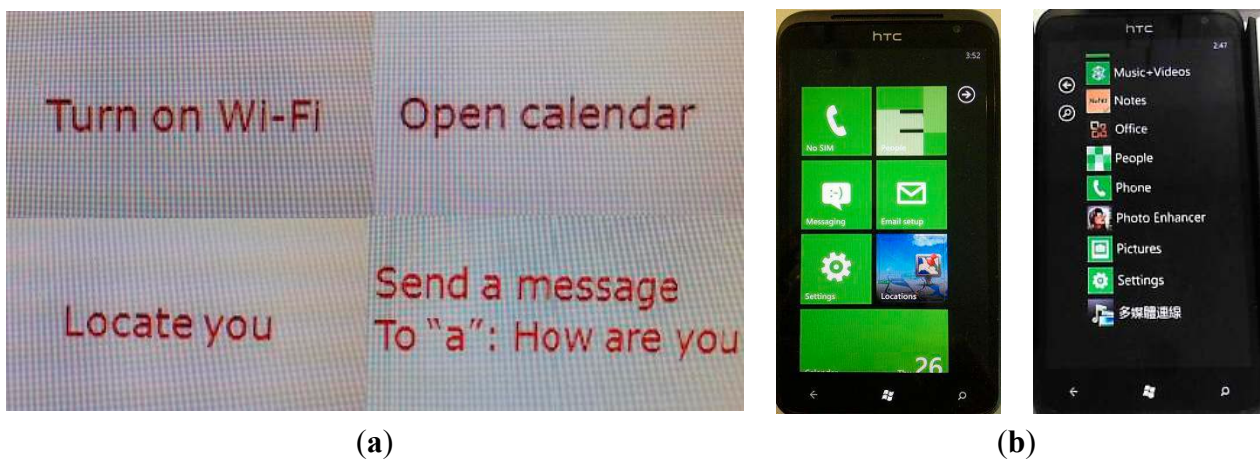 Turn on Wi-Fi
Open calendar
Locate you
Send a message
To “a”: How are you
(a)
hTC
3:52
No SIM
People
Messaging
Email setup
Settings
Locations
Calendar
Thu 26
hTC
2:47
Music+Videos
Notes
Office
People
Phone
Photo Enhancer
Pictures
Settings
多媒體連線
(b)